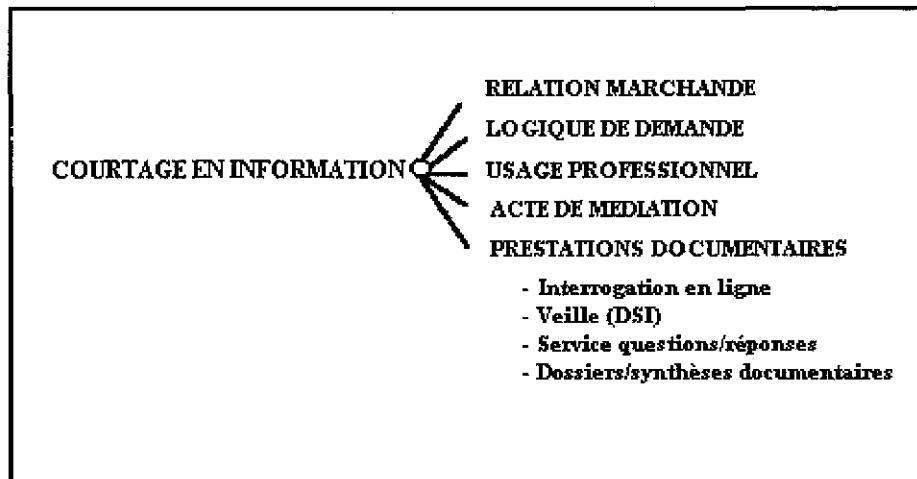 RELATION MARCHANDE
LOGIQUE DE DEMANDE
COURTAGE EN INFORMATION
USAGE PROFESSIONNEL
ACTE DE MEDIATION
PRESTATIONS DOCUMENTAIRES
- Interrogation en ligne
- Veille (DSI)
- Service questions/réponses
- Dossiers/synthèses documentaires